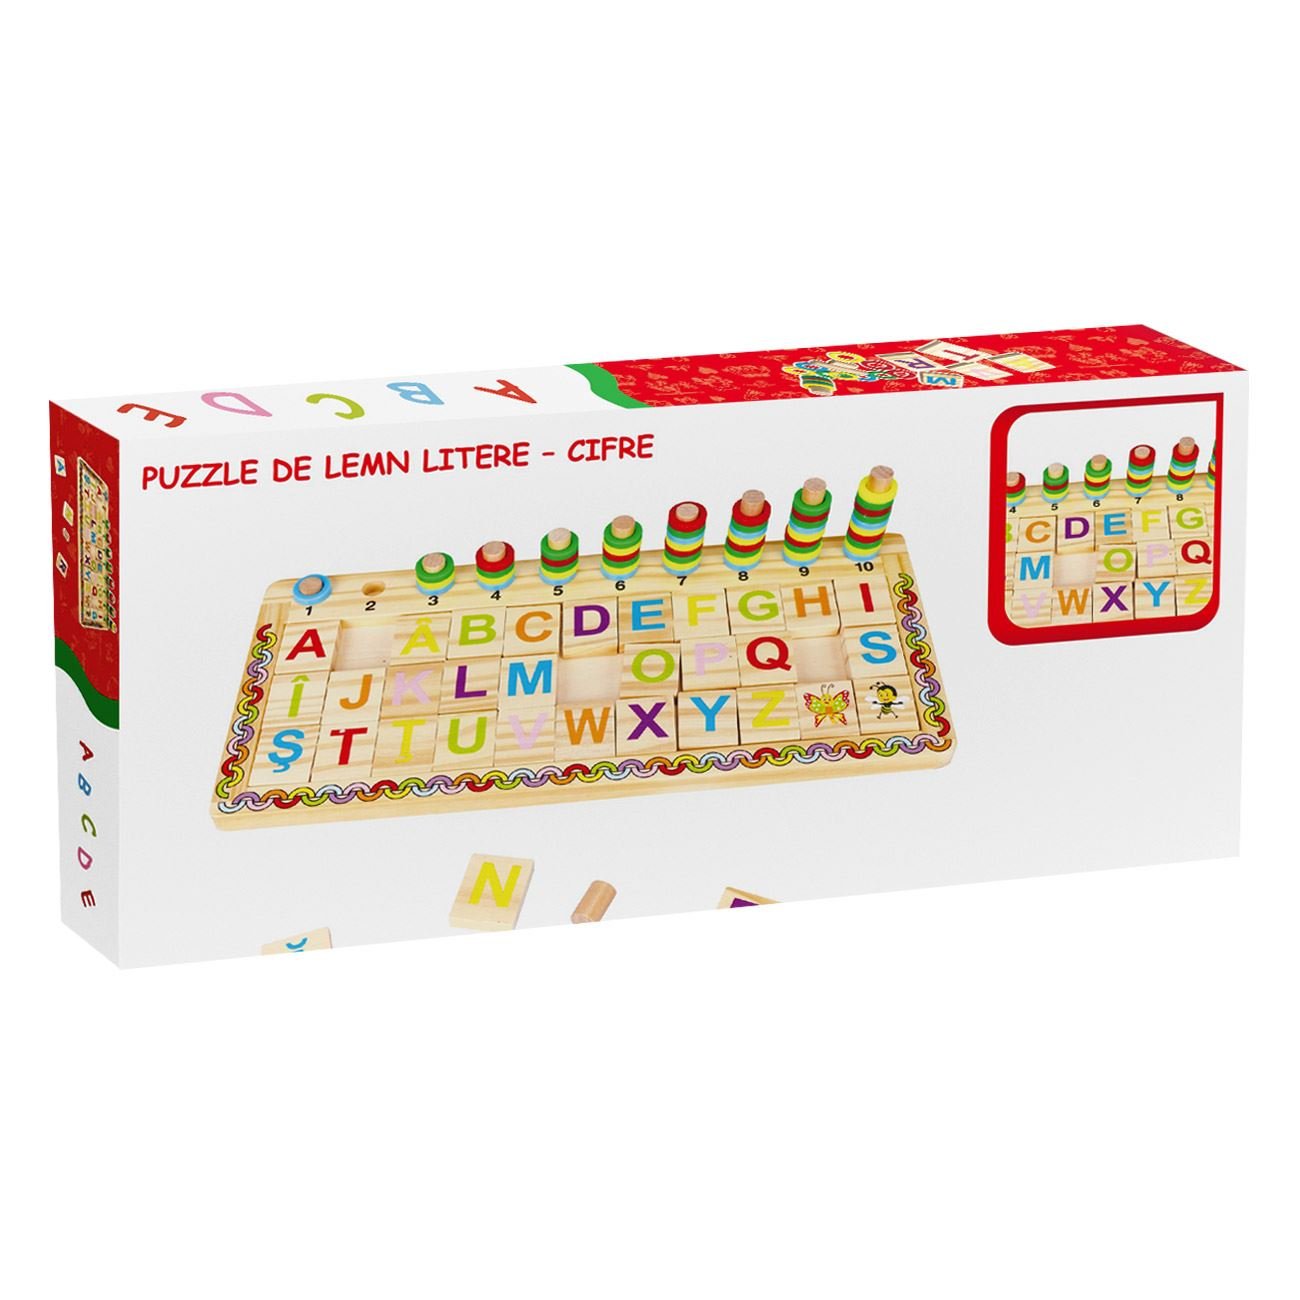 A B C D E
PUZZLE DE LEMN LITERE - CIFRE
1 2 3 4 5 6 7 8 9 10
A Â B C D E F G H I
Î J K L M O P Q S
Ş T Ţ U V W X Y Z
N
4 5 6 7 8
B C D E F G
M O P Q
V W X Y Z
A B C D E